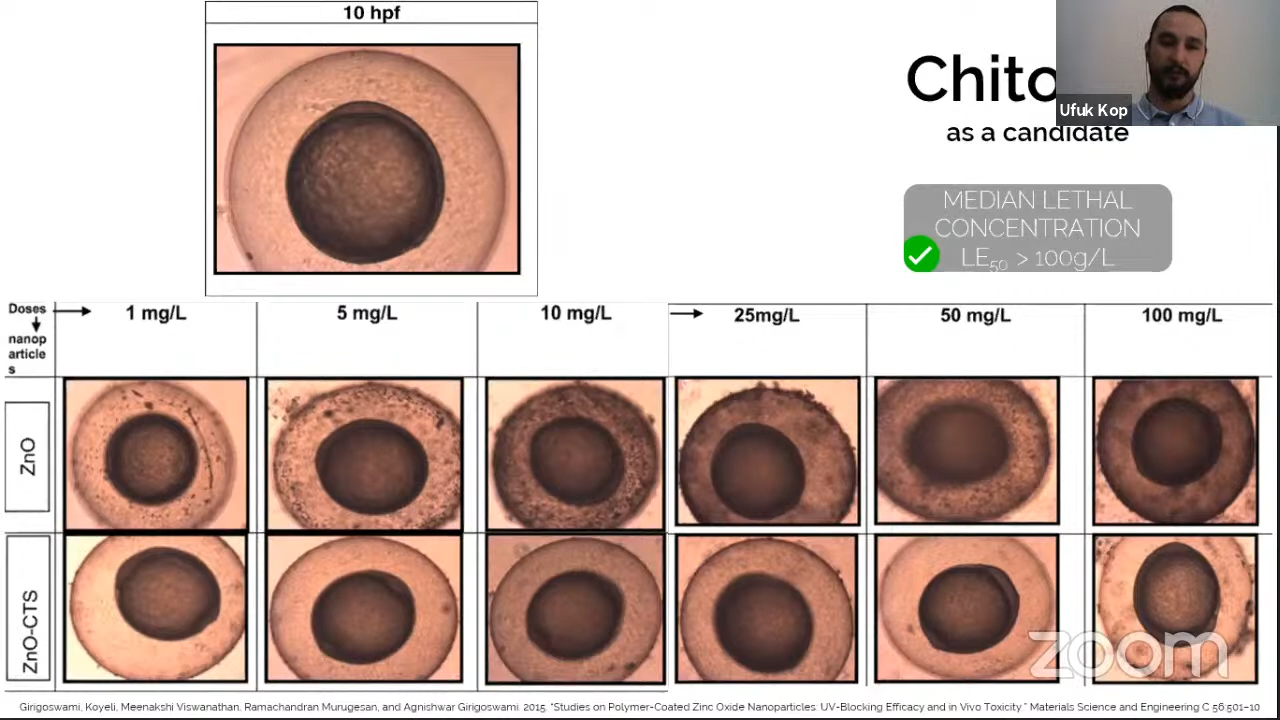 10 hpf
Chito
as a candidate
Ufuk Kop
MEDIAN LETHAL
CONCENTRATION
LE50 > 100g/L
Doses
nanop
article
s
1 mg/L
5 mg/L
10 mg/L
25mg/L
50 mg/L
100 mg/L
ZnO
ZnO-CTS
zoom
Girigoswami, Koyeli, Meenakshi Viswanathan, Ramachandran Murugesan, and Agnishwar Girigoswami. 2015. "Studies on Polymer-Coated Zinc Oxide Nanoparticles: UV-Blocking Efficacy and in Vivo Toxicity." Materials Science and Engineering C 56:501–10